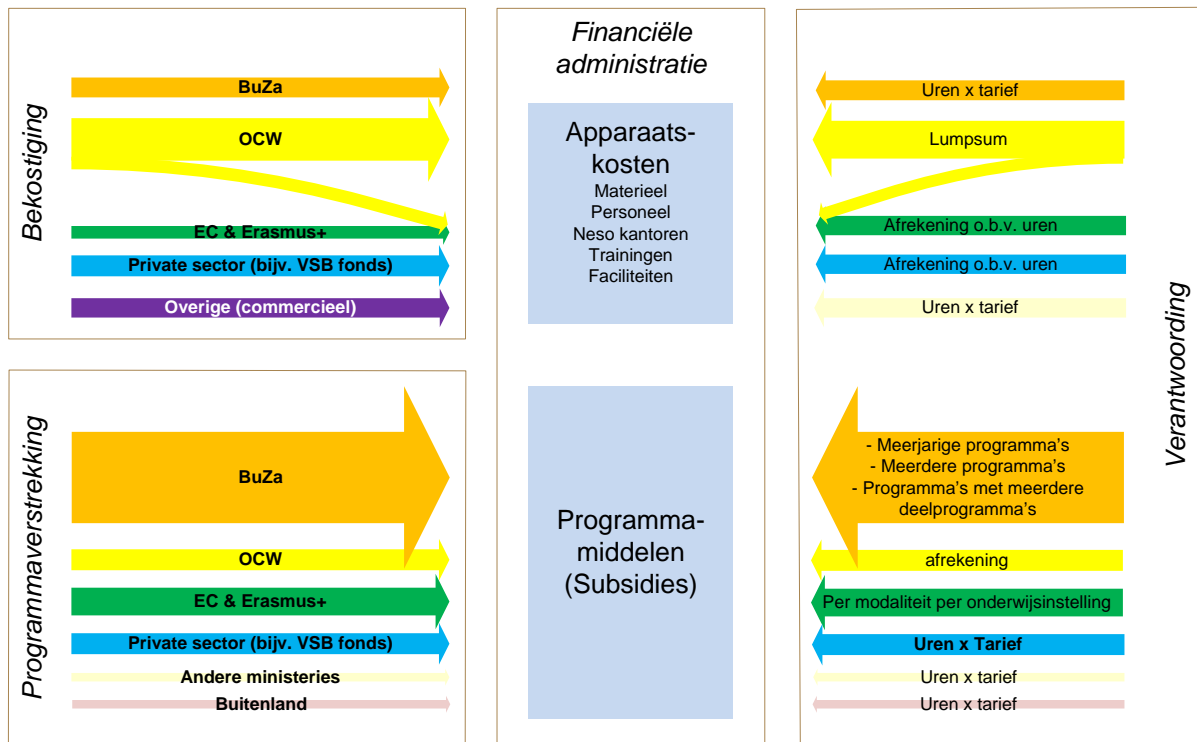 Bekostiging
BuZa
OCW
EC & Erasmus+
Private sector (bijv. VSB fonds)
Overige (commercieel)
Programmaverstrekking
BuZa
OCW
EC & Erasmus+
Private sector (bijv. VSB fonds)
Andere ministeries
Buitenland
Financiële
administratie
Apparaats-
kosten
Materieel
Personeel
Neso kantoren
Trainingen
Faciliteiten
Programma-
middelen
(Subsidies)
Verantwoording
Uren x tarief
Lumpsum
Afrekening o.b.v. uren
Afrekening o.b.v. uren
Uren x tarief
- Meerjarige programma’s
- Meerdere programma’s
- Programma’s met meerdere
deelprogramma’s
afrekening
Per modaliteit per onderwijsinstelling
Uren x Tarief
Uren x tarief
Uren x tarief